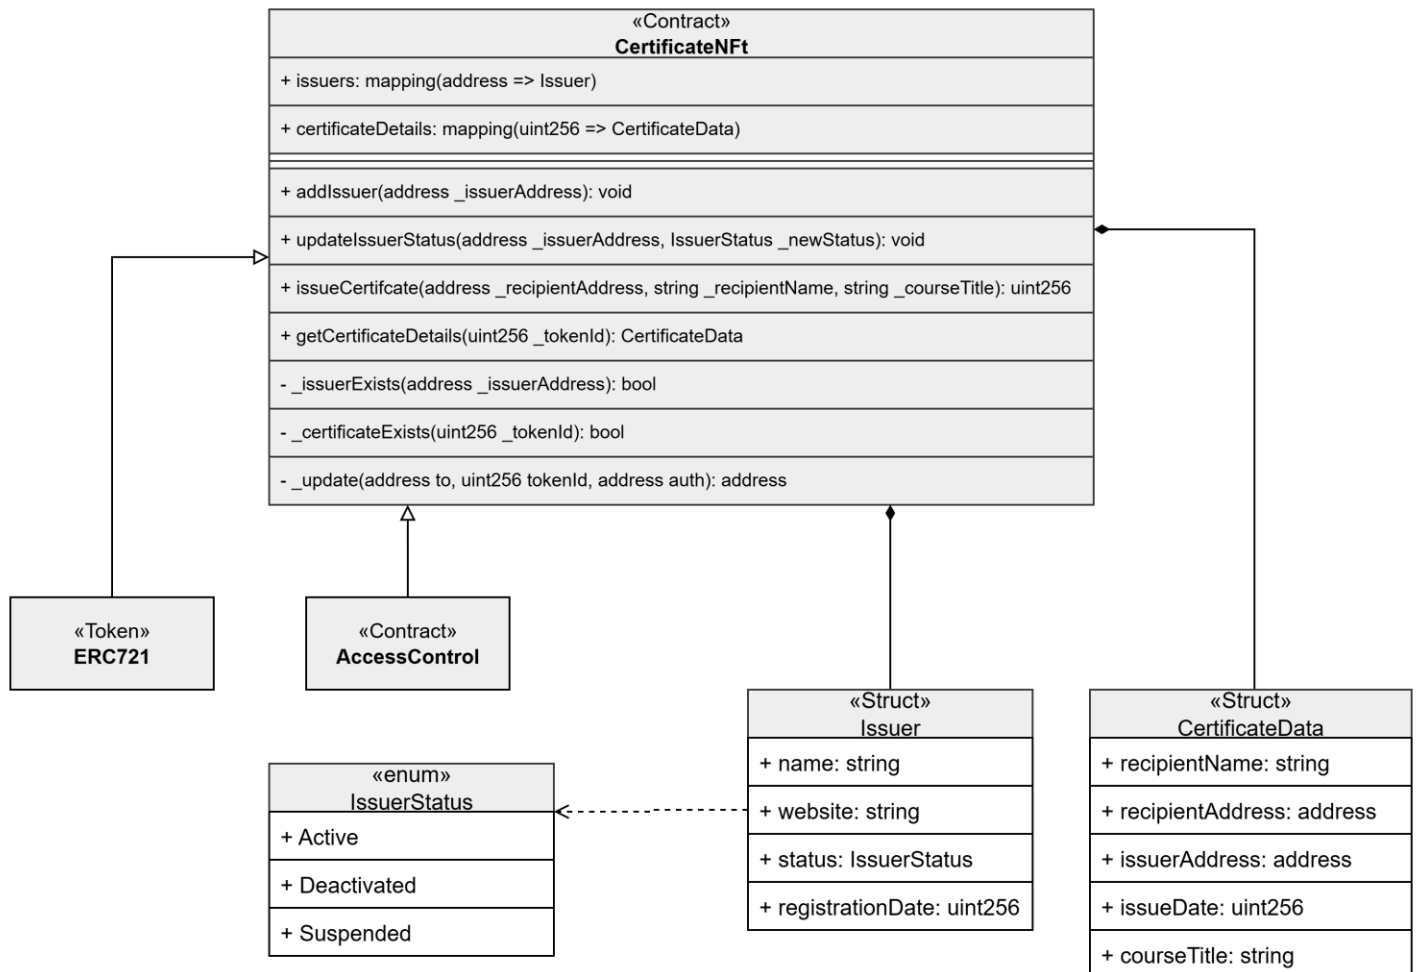 «Contract»
CertificateNFt
+ issuers: mapping(address => Issuer)
+ certificateDetails: mapping(uint256 => CertificateData)
+ addIssuer(address _issuerAddress): void
+ updateIssuerStatus(address _issuerAddress, IssuerStatus _newStatus): void
+ issueCertifcate(address _recipientAddress, string _recipientName, string _courseTitle): uint256
+ getCertificateDetails(uint256 _tokenId): CertificateData
- _issuerExists(address _issuerAddress): bool
- _certificateExists(uint256 _tokenId): bool
- _update(address to, uint256 tokenId, address auth): address
«Token»
ERC721
«Contract»
AccessControl
«enum»
IssuerStatus
+ Active
+ Deactivated
+ Suspended
«Struct»
Issuer
+ name: string
+ website: string
+ status: IssuerStatus
+ registrationDate: uint256
«Struct»
CertificateData
+ recipientName: string
+ recipientAddress: address
+ issuerAddress: address
+ issueDate: uint256
+ courseTitle: string